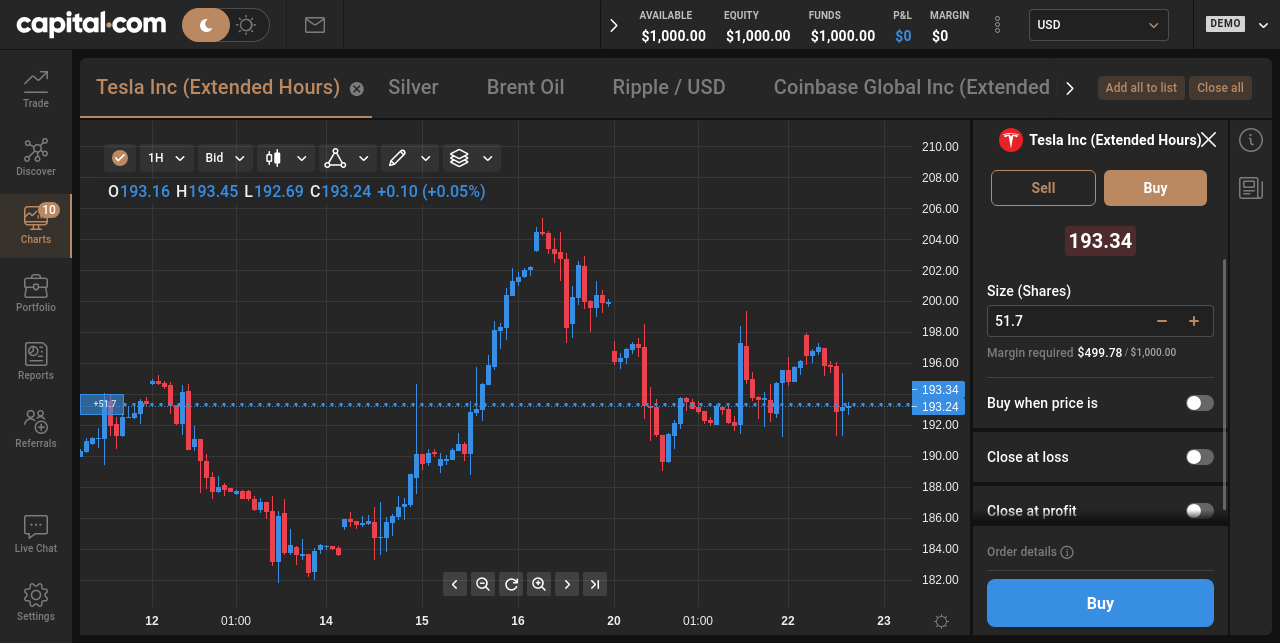 capital.com
AVAILABLE EQUITY FUNDS P&L MARGIN
$1,000.00 $1,000.00 $1,000.00 $0 $0
USD
DEMO
Trade
Discover
10
Charts
Portfolio
Reports
Referrals
Live Chat
Settings
Tesla Inc (Extended Hours) Silver Brent Oil Ripple / USD Coinbase Global Inc (Extended
Add all to list Close all
1H Bid
O193.16 H193.45 L192.69 C193.24 +0.10 (+0.05%)
+51.7
210.00
208.00
206.00
204.00
202.00
200.00
198.00
196.00
193.34
193.24
192.00
190.00
188.00
186.00
184.00
182.00
12 01:00 14 15 16 20 01:00 22 23
Tesla Inc (Extended Hours)
Sell Buy
193.34
Size (Shares)
51.7
Margin required $499.78 / $1,000.00
Buy when price is
Close at loss
Close at profit
Order details
Buy